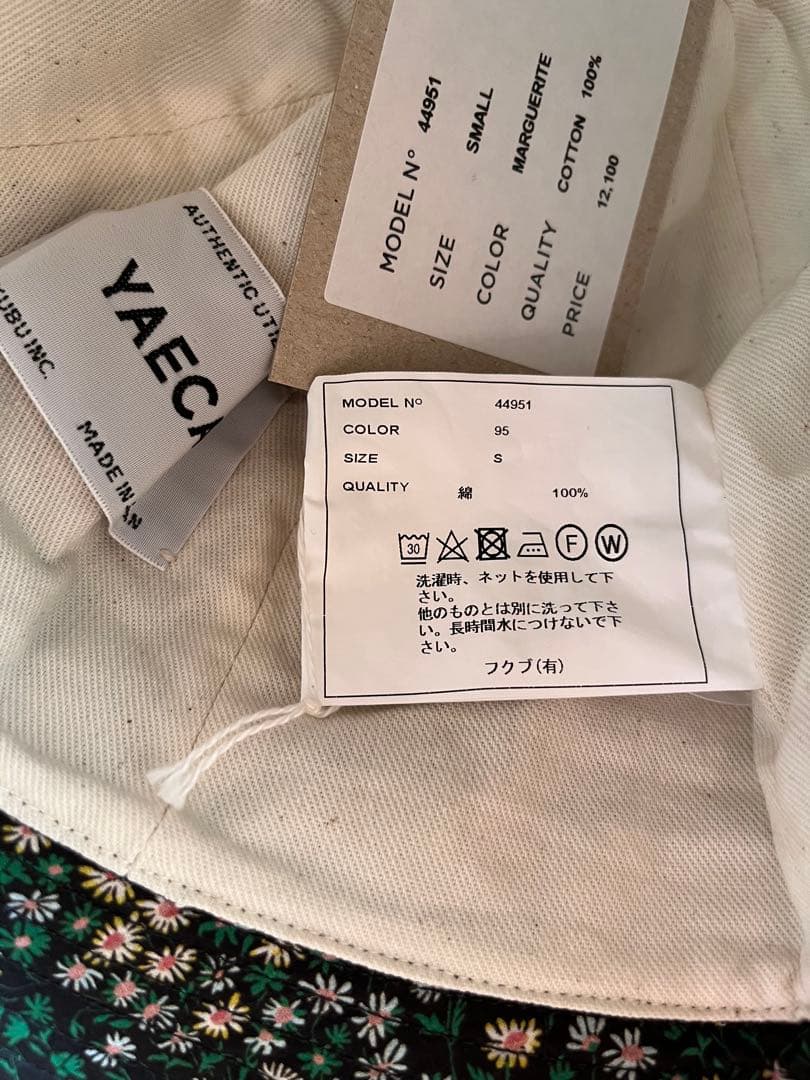 MODEL Nº 44951
SIZE SMALL
COLOR MARGUERITE
QUALITY COTTON 100%
PRICE 12,100
AUTHENTIC
YAECA
INC.
MADE IN
MODEL Nº 44951
COLOR 95
SIZE S
QUALITY 綿 100%
30
F
W
洗濯時、ネットを使用して下
さい。
他のものとは別に洗って下さ
い。長時間水につけないで下
さい。
フクブ(有)